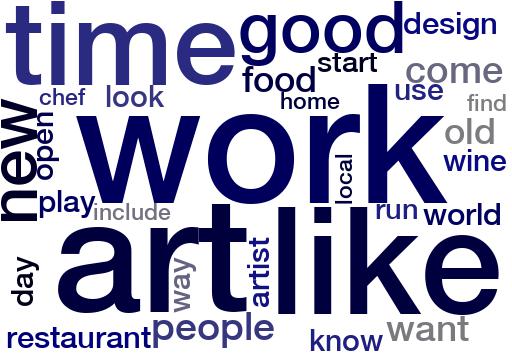 time
good
design
food
start
come
chef
look
home
use
find
new
open
work
old
local
wine
play
include
run
world
art
like
day
way
artist
restaurant
people
know
want